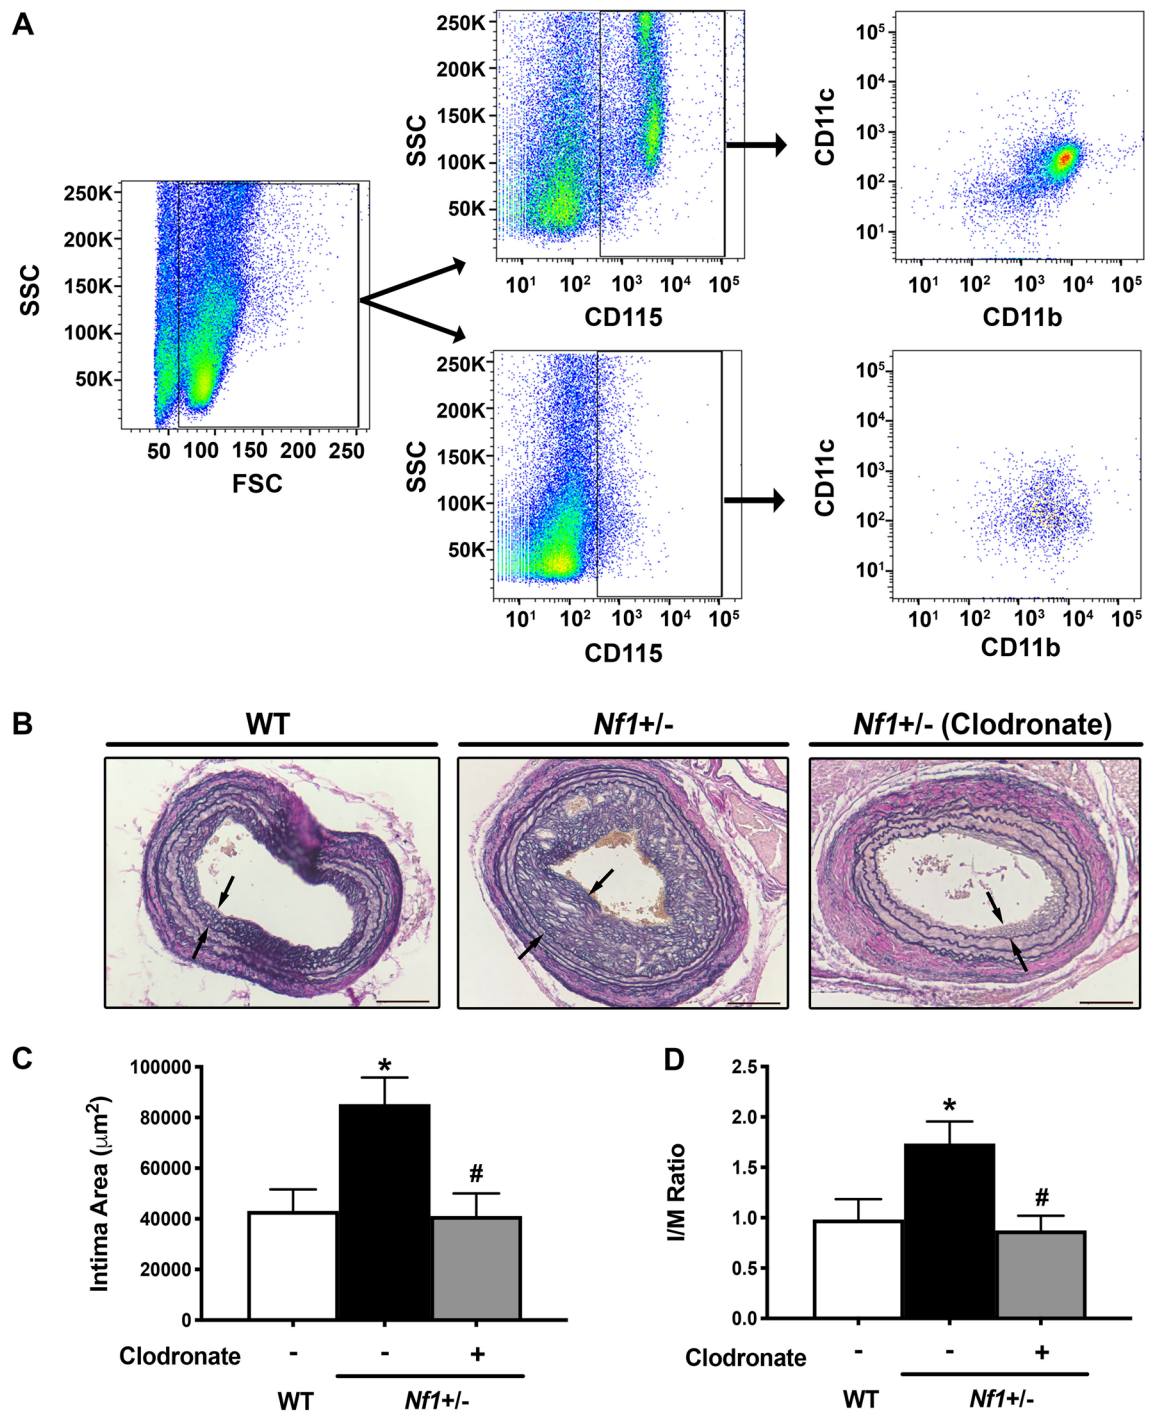 A
250K
200K
150K
100K
50K
SSC
50 100 150 200 250
FSC
250K
200K
150K
100K
50K
SSC
10¹ 10² 10³ 10⁴ 10⁵
CD115
10⁵
10⁴
10³
10²
10¹
CD11c
10¹ 10² 10³ 10⁴ 10⁵
CD11b
250K
200K
150K
100K
50K
SSC
10¹ 10² 10³ 10⁴ 10⁵
CD115
10⁵
10⁴
10³
10²
10¹
CD11c
10¹ 10² 10³ 10⁴ 10⁵
CD11b
B
WT
Nf1+/-
Nf1+/- (Clodronate)
C
100000
80000
60000
40000
20000
0
Intima Area (μm²)
*
#
Clodronate - - +
WT Nf1+/-
D
2.5
2.0
1.5
1.0
0.5
0.0
I/M Ratio
*
#
Clodronate - - +
WT Nf1+/-